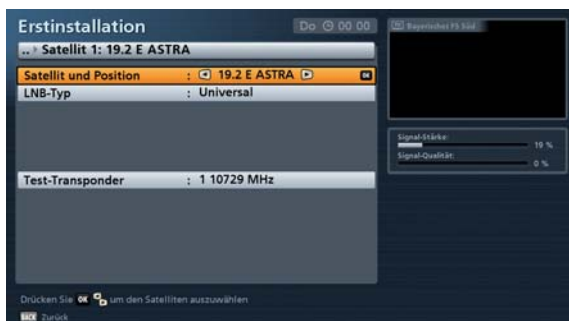 Erstinstallation
Do 00 00
Bayerisches FS Süd
.. Satellit 1: 19.2 E ASTRA
Satellit und Position : 19.2 E ASTRA OK
LNB-Typ : Universal
Signal-Stärke:
19 %
Signal-Qualität:
0 %
Test-Transponder : 1 10729 MHz
Drücken Sie OK um den Satelliten auszuwählen
BACK Zurück